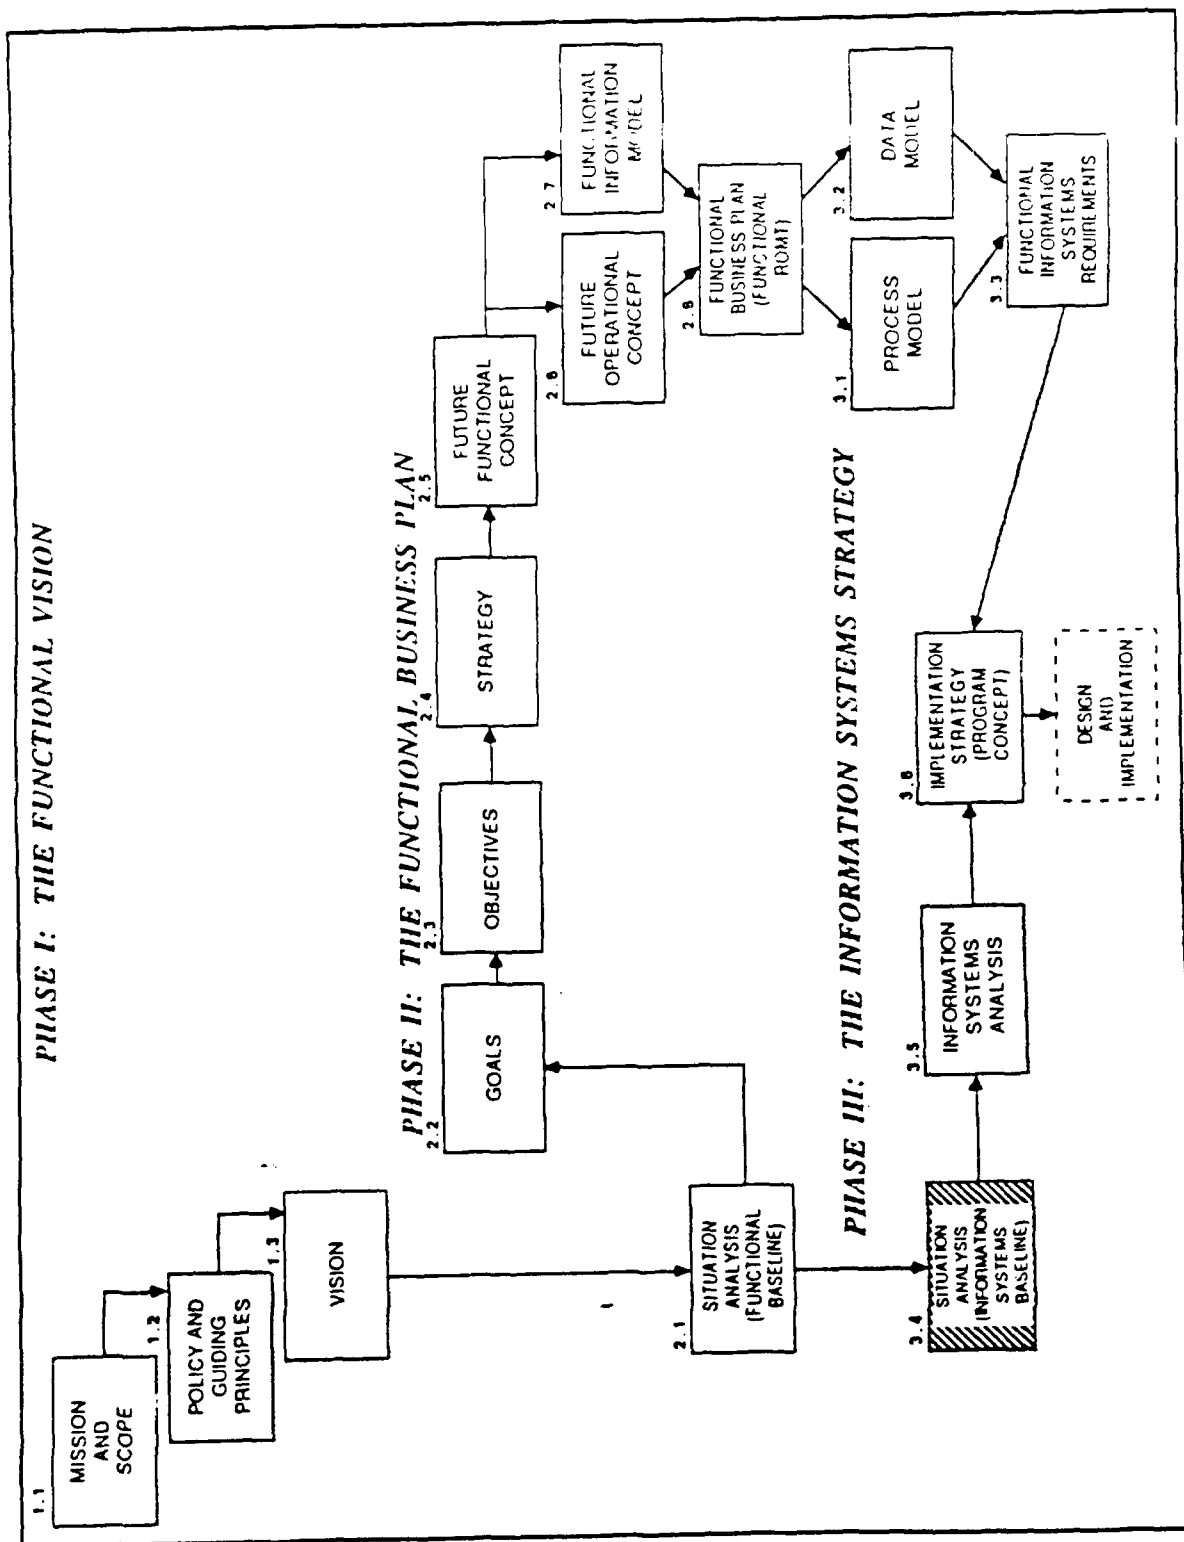 PHASE I: THE FUNCTIONAL VISION
1.1
MISSION
AND
SCOPE
1.2
POLICY AND
GUIDING
PRINCIPLES
1.3
VISION
PHASE II: THE FUNCTIONAL BUSINESS PLAN
2.1
SITUATION
ANALYSIS
(FUNCTIONAL
BASELINE)
2.2
GOALS
2.3
OBJECTIVES
2.4
STRATEGY
2.5
FUTURE
FUNCTIONAL
CONCEPT
2.6
FUTURE
OPERATIONAL
CONCEPT
2.7
FUNCTIONAL
INFORMATION
MODEL
2.8
FUNCTIONAL
BUSINESS PLAN
(FUNCTIONAL
ROMT)
PHASE III: THE INFORMATION SYSTEMS STRATEGY
3.1
PROCESS
MODEL
3.2
DATA
MODEL
3.3
FUNCTIONAL
INFORMATION
SYSTEMS
REQUIREMENTS
3.4
SITUATION
ANALYSIS
(INFORMATION
SYSTEMS
BASELINE)
3.5
INFORMATION
SYSTEMS
ANALYSIS
3.6
IMPLEMENTATION
STRATEGY
(PROGRAM
CONCEPT)
DESIGN
AND
IMPLEMENTATION